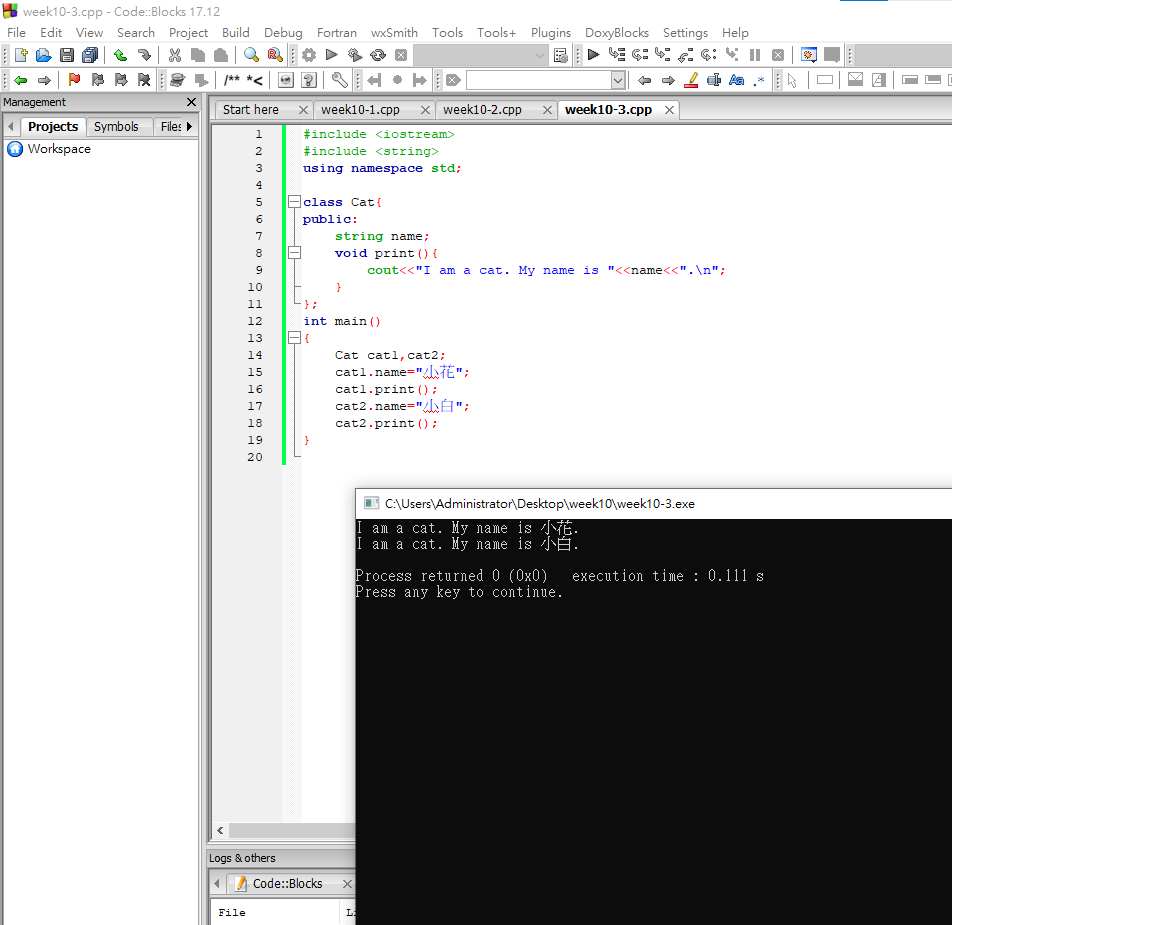 week10-3.cpp - Code::Blocks 17.12
File Edit View Search Project Build Debug Fortran wxSmith Tools Tools+ Plugins DoxyBlocks Settings Help
/** *<
.*
Management
Projects Symbols Files
Workspace
Start here week10-1.cpp week10-2.cpp week10-3.cpp
1 #include <iostream>
2 #include <string>
3 using namespace std;
4
5 class Cat{
6 public:
7 string name;
8 void print(){
9 cout<<"I am a cat. My name is "<<name<<".\n";
10 }
11 };
12 int main()
13 {
14 Cat cat1,cat2;
15 cat1.name="小花";
16 cat1.print();
17 cat2.name="小白";
18 cat2.print();
19 }
20
C:\Users\Administrator\Desktop\week10\week10-3.exe
I am a cat. My name is 小花.
I am a cat. My name is 小白.
Process returned 0 (0x0) execution time : 0.111 s
Press any key to continue.
Logs & others
Code::Blocks
File